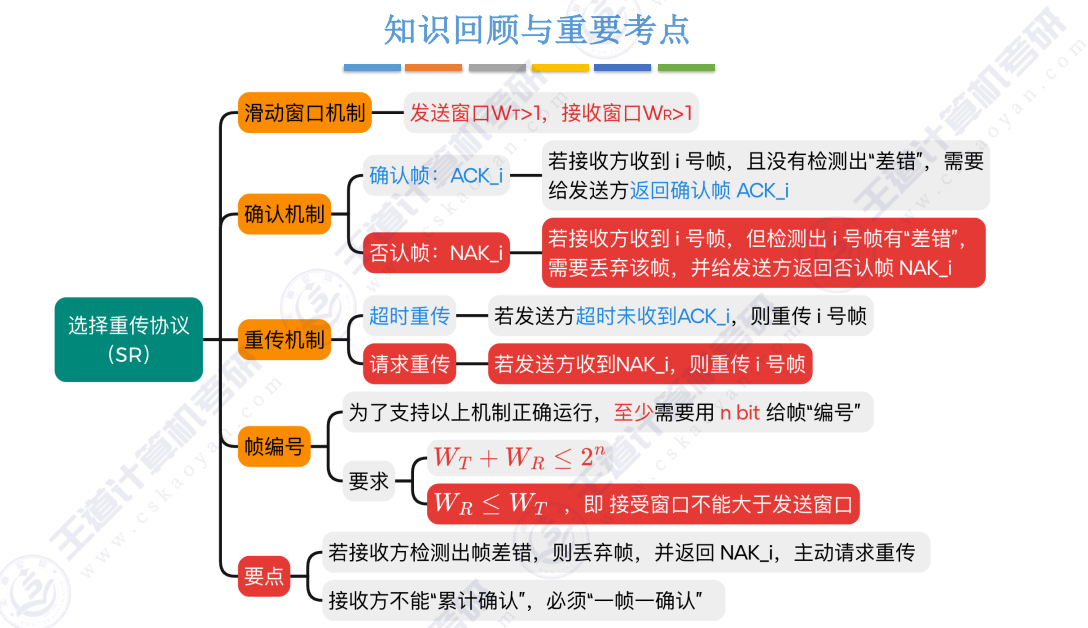 知识回顾与重要考点
滑动窗口机制
发送窗口WT>1，接收窗口WR>1
确认帧：ACK_i
若接收方收到 i 号帧，且没有检测出“差错”，需要
给发送方返回确认帧 ACK_i
确认机制
否认帧：NAK_i
若接收方收到 i 号帧，但检测出 i 号帧有“差错”，
需要丢弃该帧，并给发送方返回否认帧 NAK_i
选择重传协议
（SR）
超时重传
若发送方超时未收到ACK_i，则重传 i 号帧
重传机制
请求重传
若发送方收到NAK_i，则重传 i 号帧
为了支持以上机制正确运行，至少需要用 n bit 给帧“编号”
帧编号
要求
W_T + W_R ≤ 2^n
W_R ≤ W_T ，即 接受窗口不能大于发送窗口
若接收方检测出帧差错，则丢弃帧，并返回 NAK_i，主动请求重传
要点
接收方不能“累计确认”，必须“一帧一确认”
王道计算机考研
www.cskaoyan.com